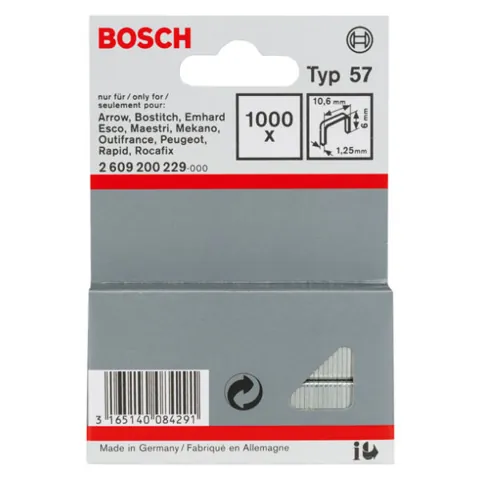 BOSCH
BOSCH
Typ 57
nur für / only for /
seulement pour:
Arrow, Bostitch, Emhard
Esco, Maestri, Mekano,
Outifrance, Peugeot,
Rapid, Rocafix
2 609 200 229-000
1000
x
10,6 mm
6 mm
1,25mm
3 165140 084291
Made in Germany / Fabriqué en Allemagne